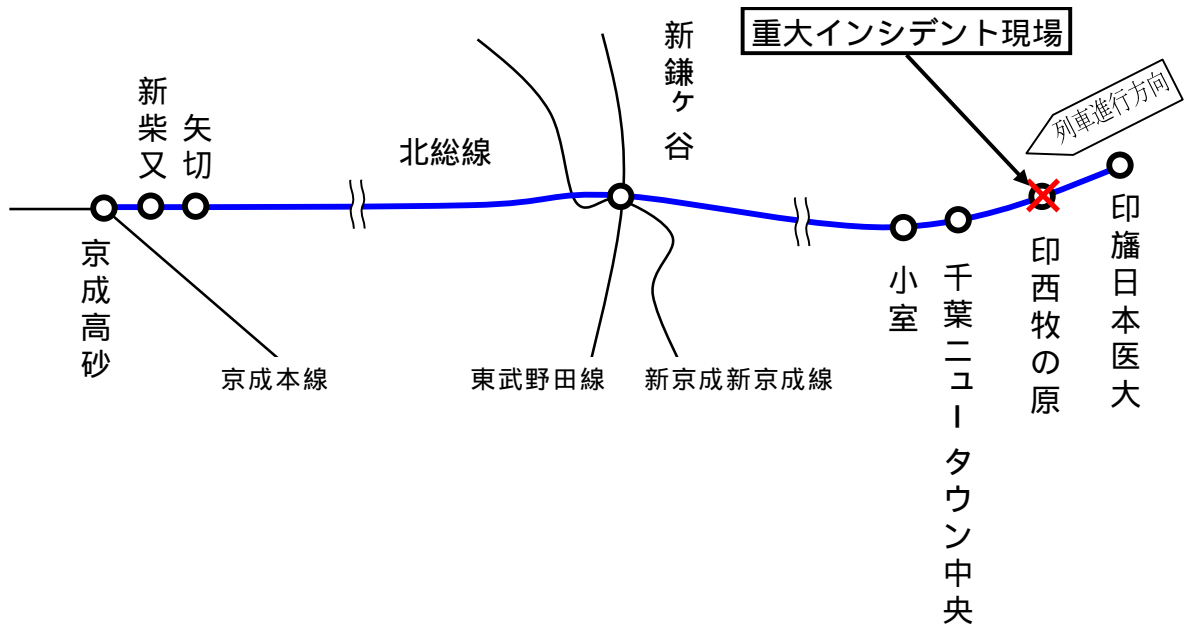 重大インシデント現場
列車進行方向
新鎌ヶ谷
新柴又
矢切
北総線
京成高砂
小室
千葉ニュータウン中央
印西牧の原
印旛日本医大
京成本線
東武野田線
新京成新京成線